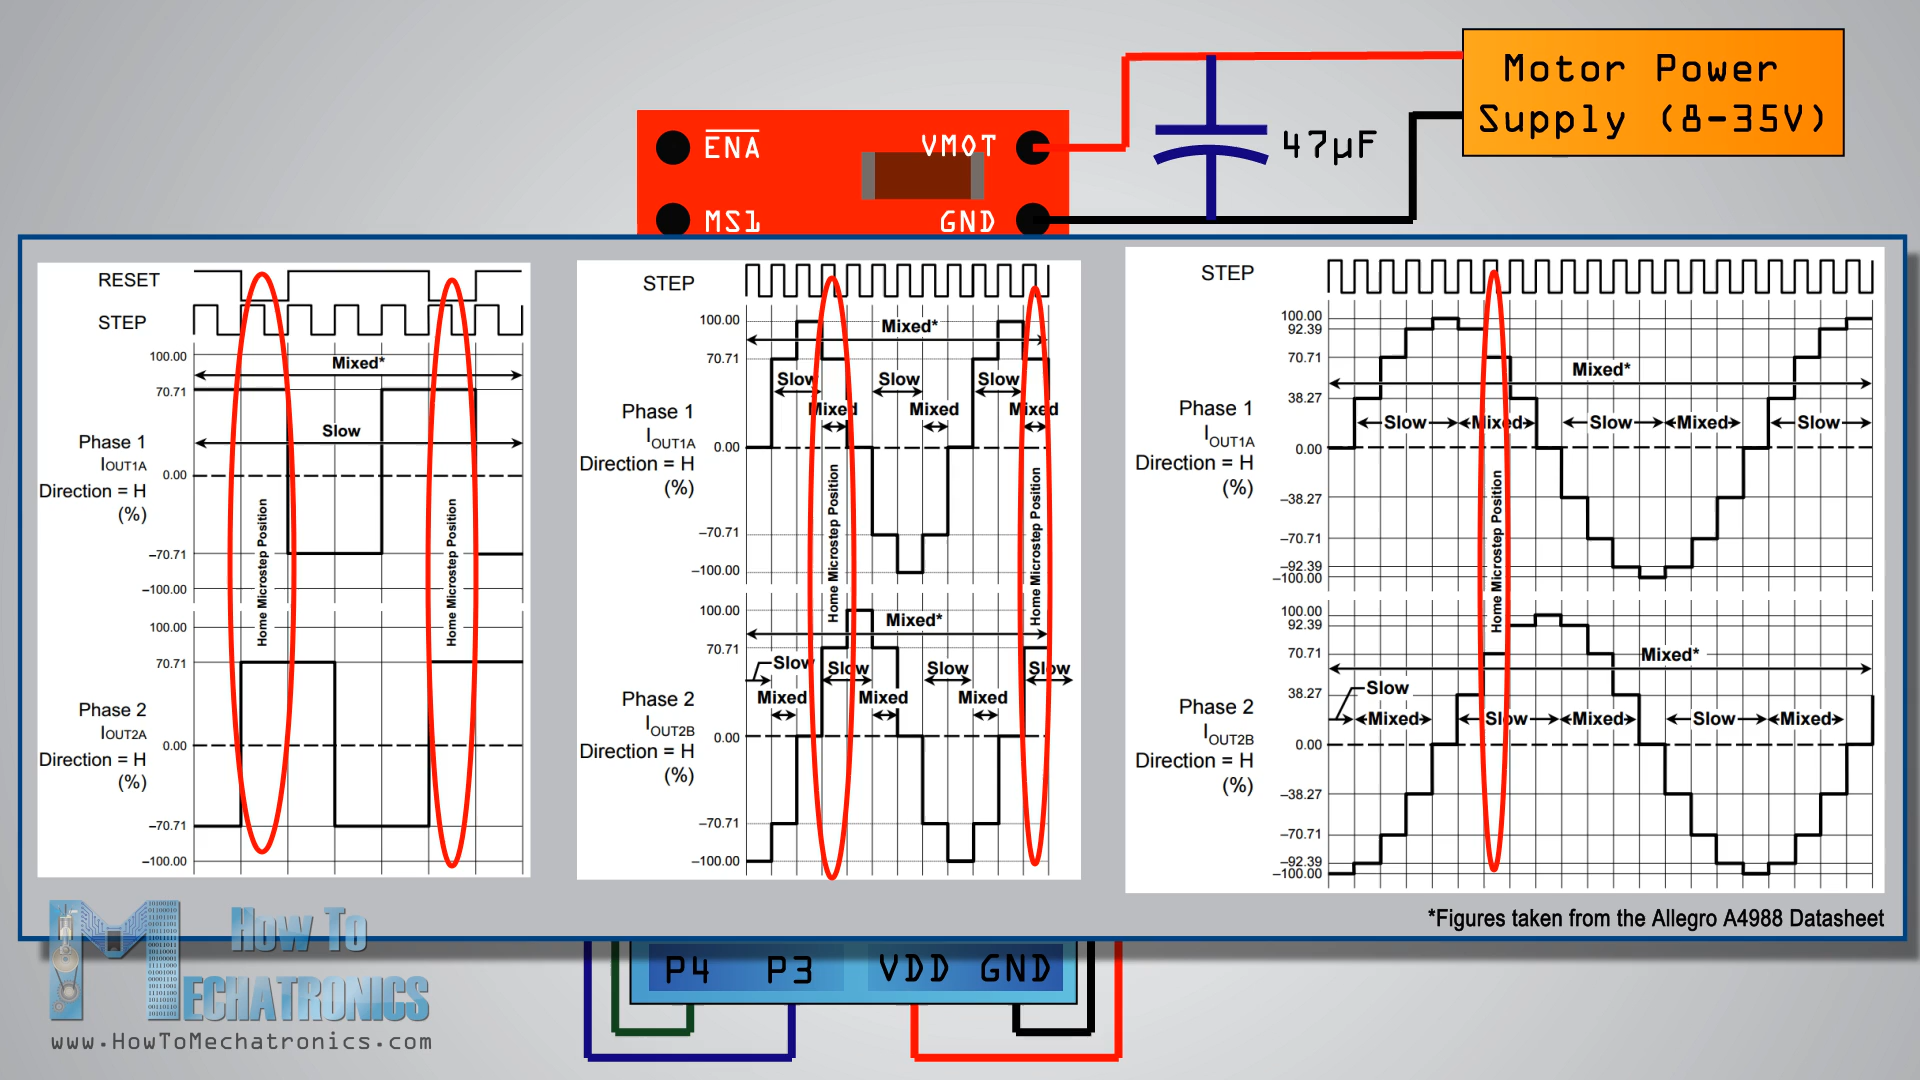 Motor Power
Supply (8-35V)
47µF
ENA
VMOT
MS1
GND
RESET
STEP
100.00
Mixed*
70.71
Slow
Phase 1
IOUT1A
0.00
Direction = H
(%)
Home Microstep Position
Home Microstep Position
–70.71
–100.00
100.00
70.71
Phase 2
IOUT2A
0.00
Direction = H
(%)
–70.71
–100.00
STEP
100.00
Mixed*
70.71
Slow
Slow
Slow
Mixed
Mixed
Mixed
Phase 1
IOUT1A
0.00
Direction = H
(%)
Home Microstep Position
Home Microstep Position
–70.71
–100.00
100.00
Mixed*
70.71
Slow
Slow
Slow
Slow
Mixed
Mixed
Mixed
Phase 2
IOUT2B
0.00
Direction = H
(%)
–70.71
–100.00
STEP
100.00
92.39
70.71
Mixed*
38.27
Phase 1
Slow
Mixed
Slow
Mixed
Slow
IOUT1A
0.00
Direction = H
(%)
Home Microstep Position
–38.27
–70.71
–92.39
–100.00
100.00
92.39
70.71
Mixed*
38.27
Slow
Phase 2
Mixed
Slow
Mixed
Slow
Mixed
IOUT2B
0.00
Direction = H
(%)
–38.27
–70.71
–92.39
–100.00
*Figures taken from the Allegro A4988 Datasheet
P4
P3
VDD
GND
How To
MECHATRONICS
www.HowToMechatronics.com